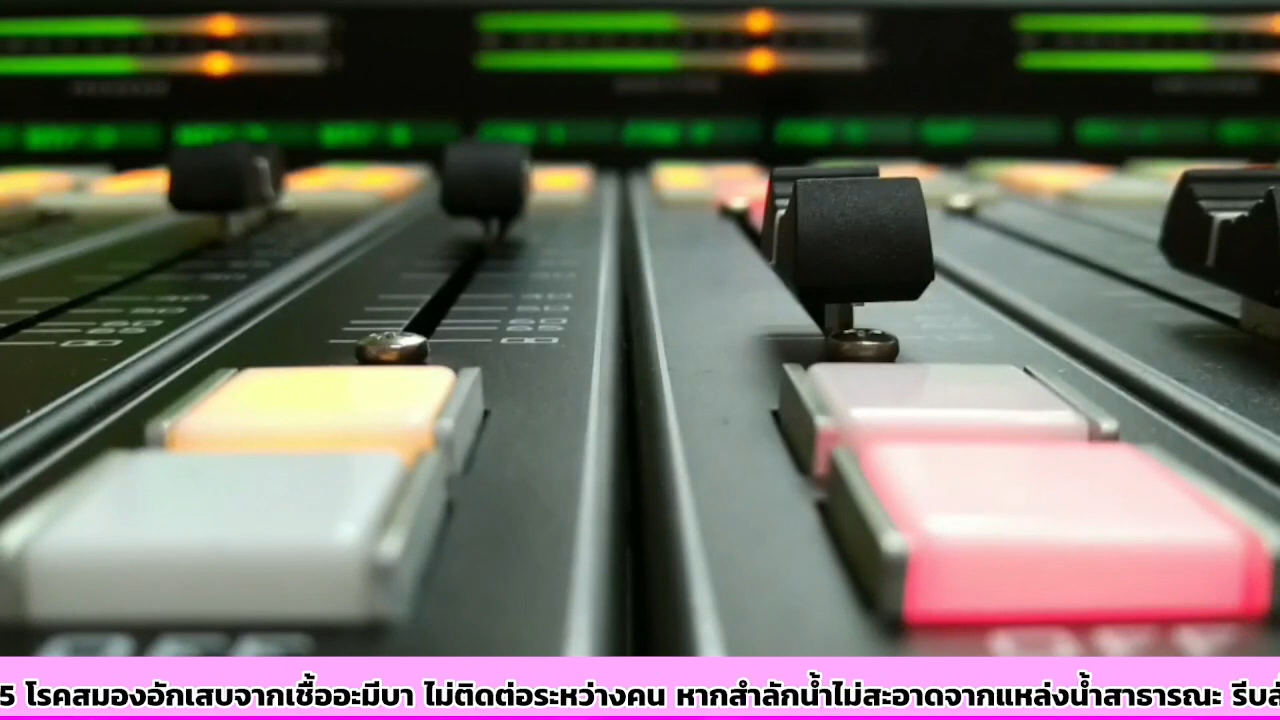 5 โรคสมองอักเสบจากเชื้ออะมีบา ไม่ติดต่อระหว่างคน หากสำลักน้ำไม่สะอาดจากแหล่งน้ำสาธารณะ